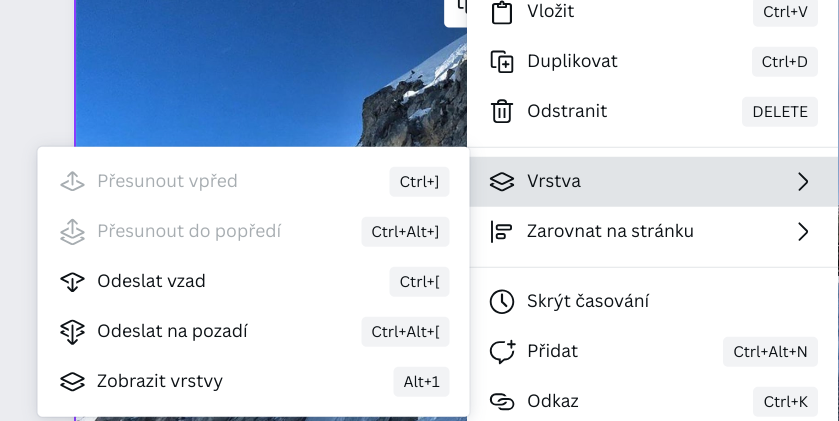 Vložit Ctrl+V
Duplikovat Ctrl+D
Odstranit DELETE
Vrstva
Zarovnat na stránku
Skrýt časování
Přidat Ctrl+Alt+N
Odkaz Ctrl+K
Přesunout vpřed Ctrl+]
Přesunout do popředí Ctrl+Alt+]
Odeslat vzad Ctrl+[
Odeslat na pozadí Ctrl+Alt+[
Zobrazit vrstvy Alt+1